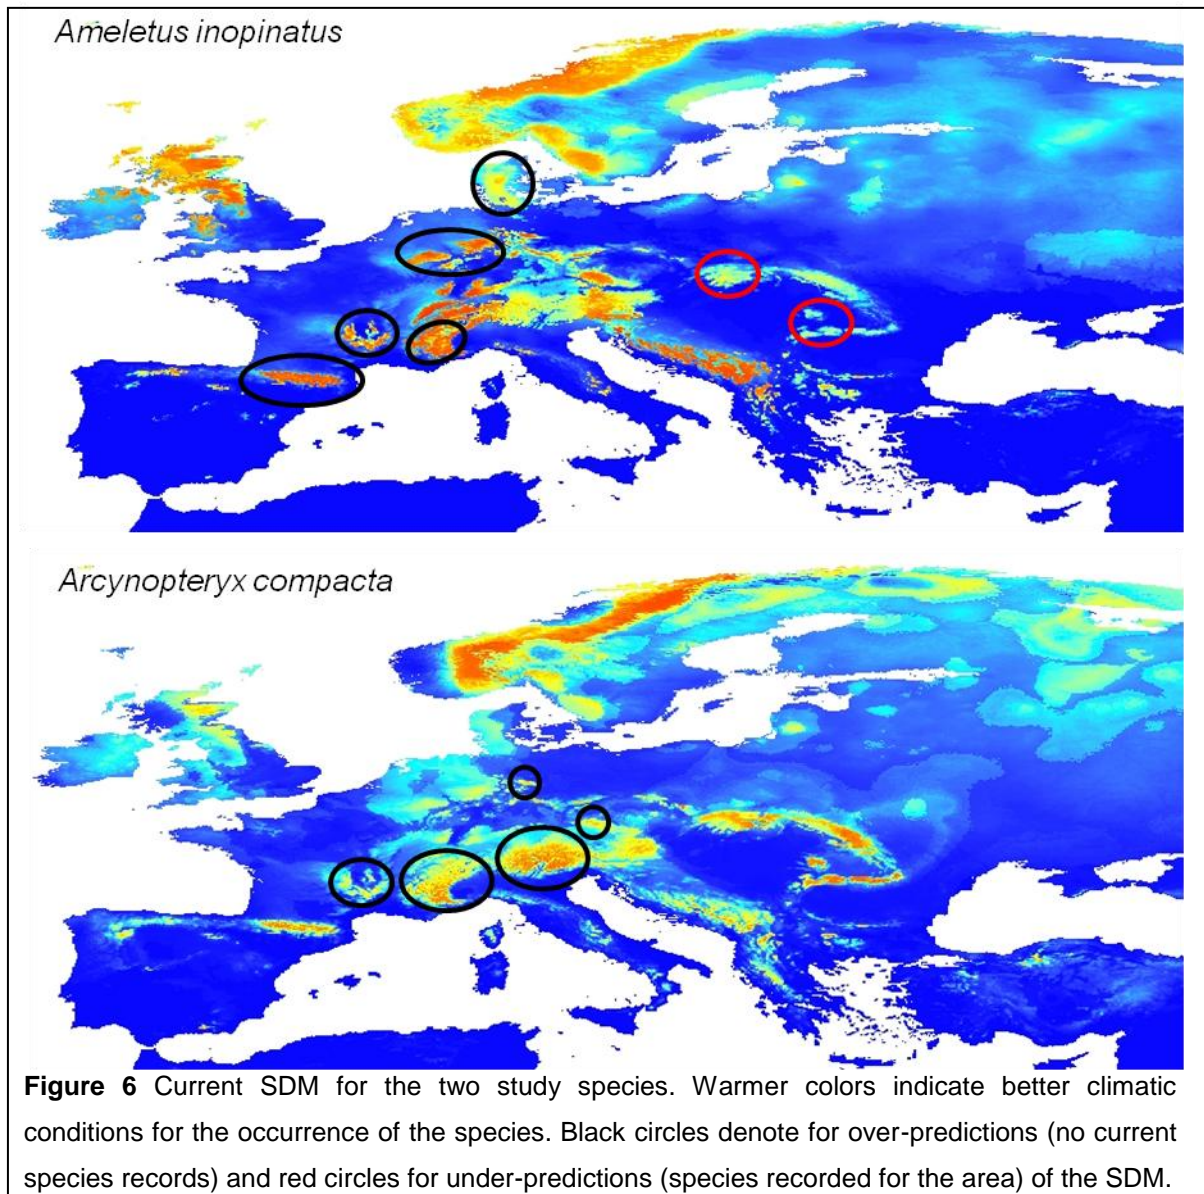 Ameletus inopinatus
Arcynopteryx compacta
Figure 6 Current SDM for the two study species. Warmer colors indicate better climatic
conditions for the occurrence of the species. Black circles denote for over-predictions (no current
species records) and red circles for under-predictions (species recorded for the area) of the SDM.